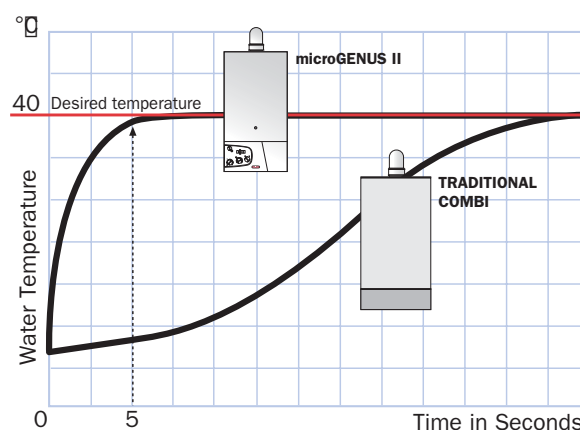 °C
microGENUS II
40 Desired temperature
TRADITIONAL
COMBI
Water Temperature
0 5 Time in Seconds